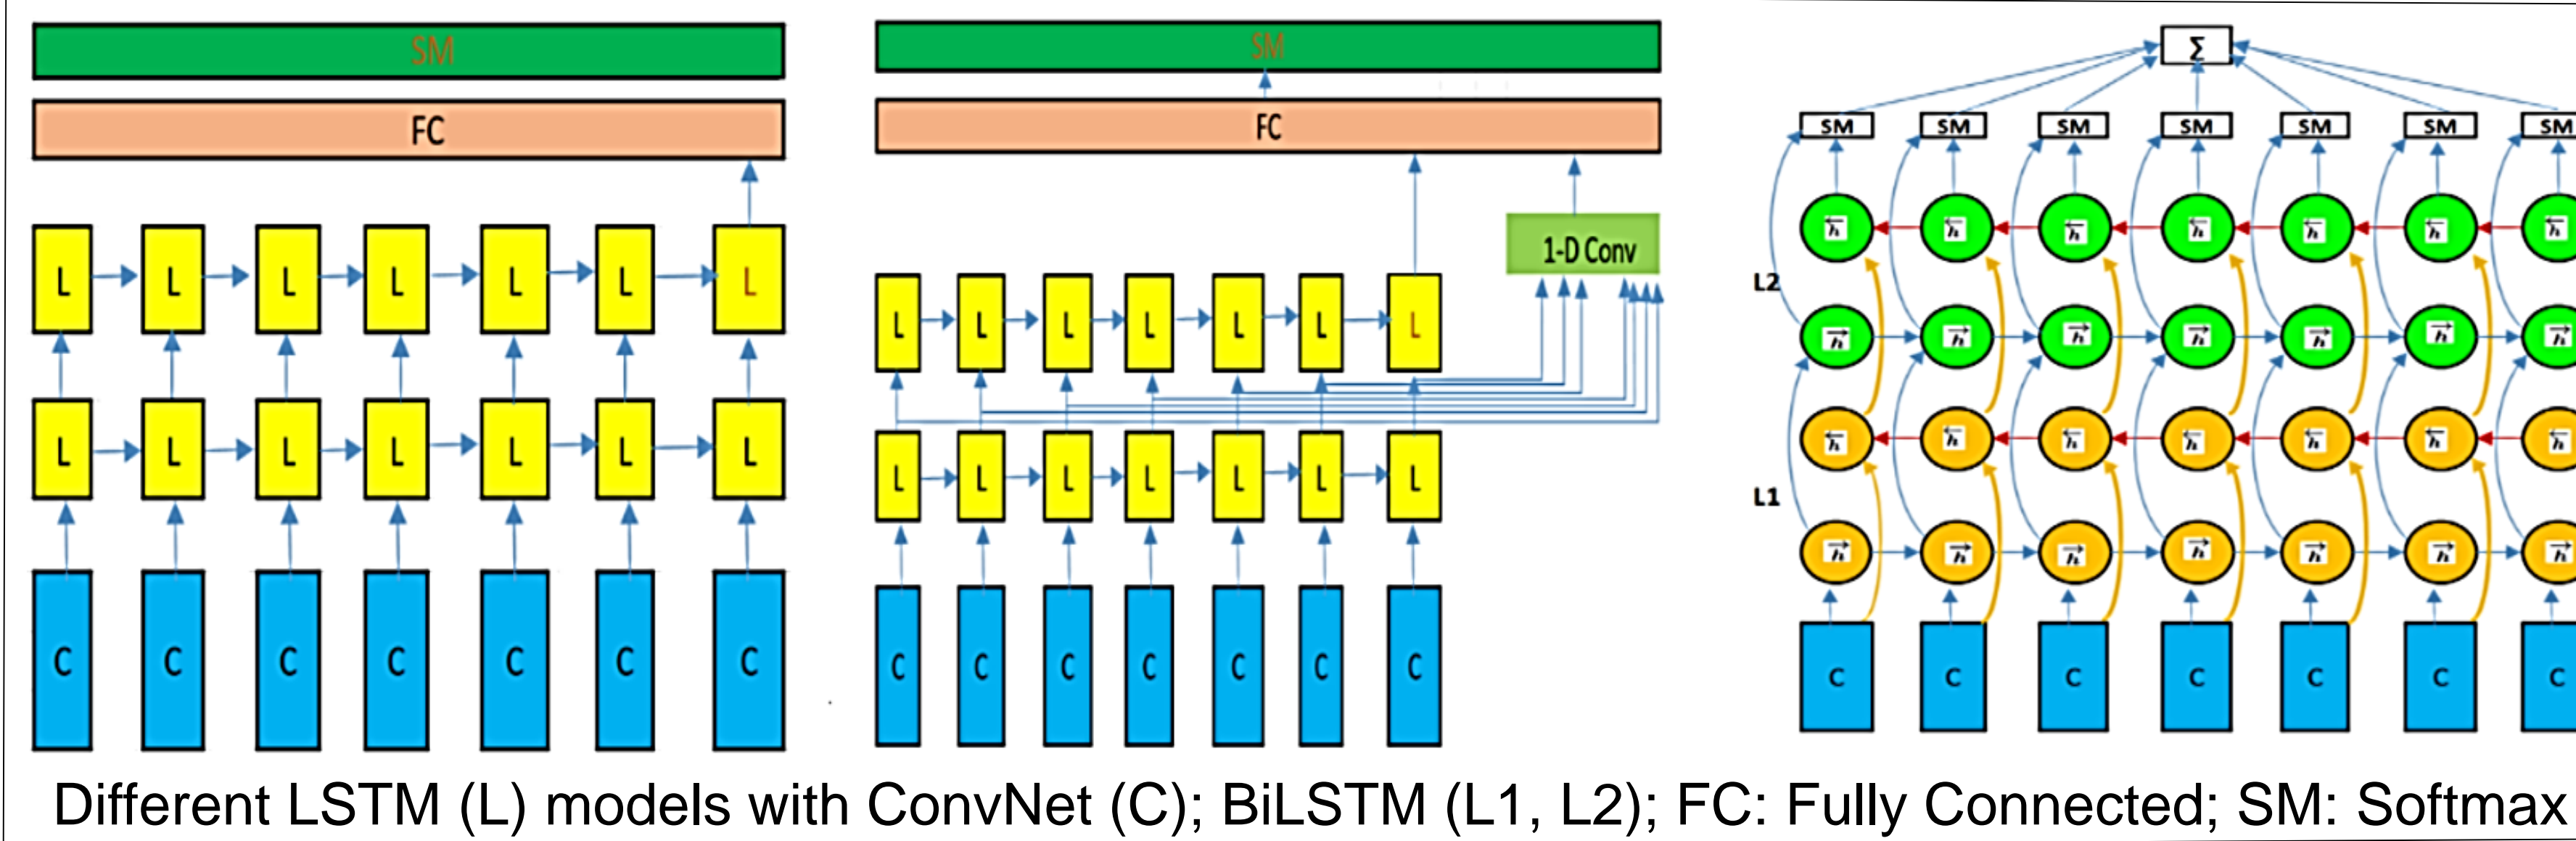 SM
FC
L L L L L L L
L L L L L L L
C C C C C C C
SM
FC
1-D Conv
L L L L L L L
L L L L L L L
C C C C C C C
Σ
SM SM SM SM SM SM SM
h h h h h h h
L2
h h h h h h h
h h h h h h h
L1
h h h h h h h
C C C C C C C
Different LSTM (L) models with ConvNet (C); BiLSTM (L1, L2); FC: Fully Connected; SM: Softmax